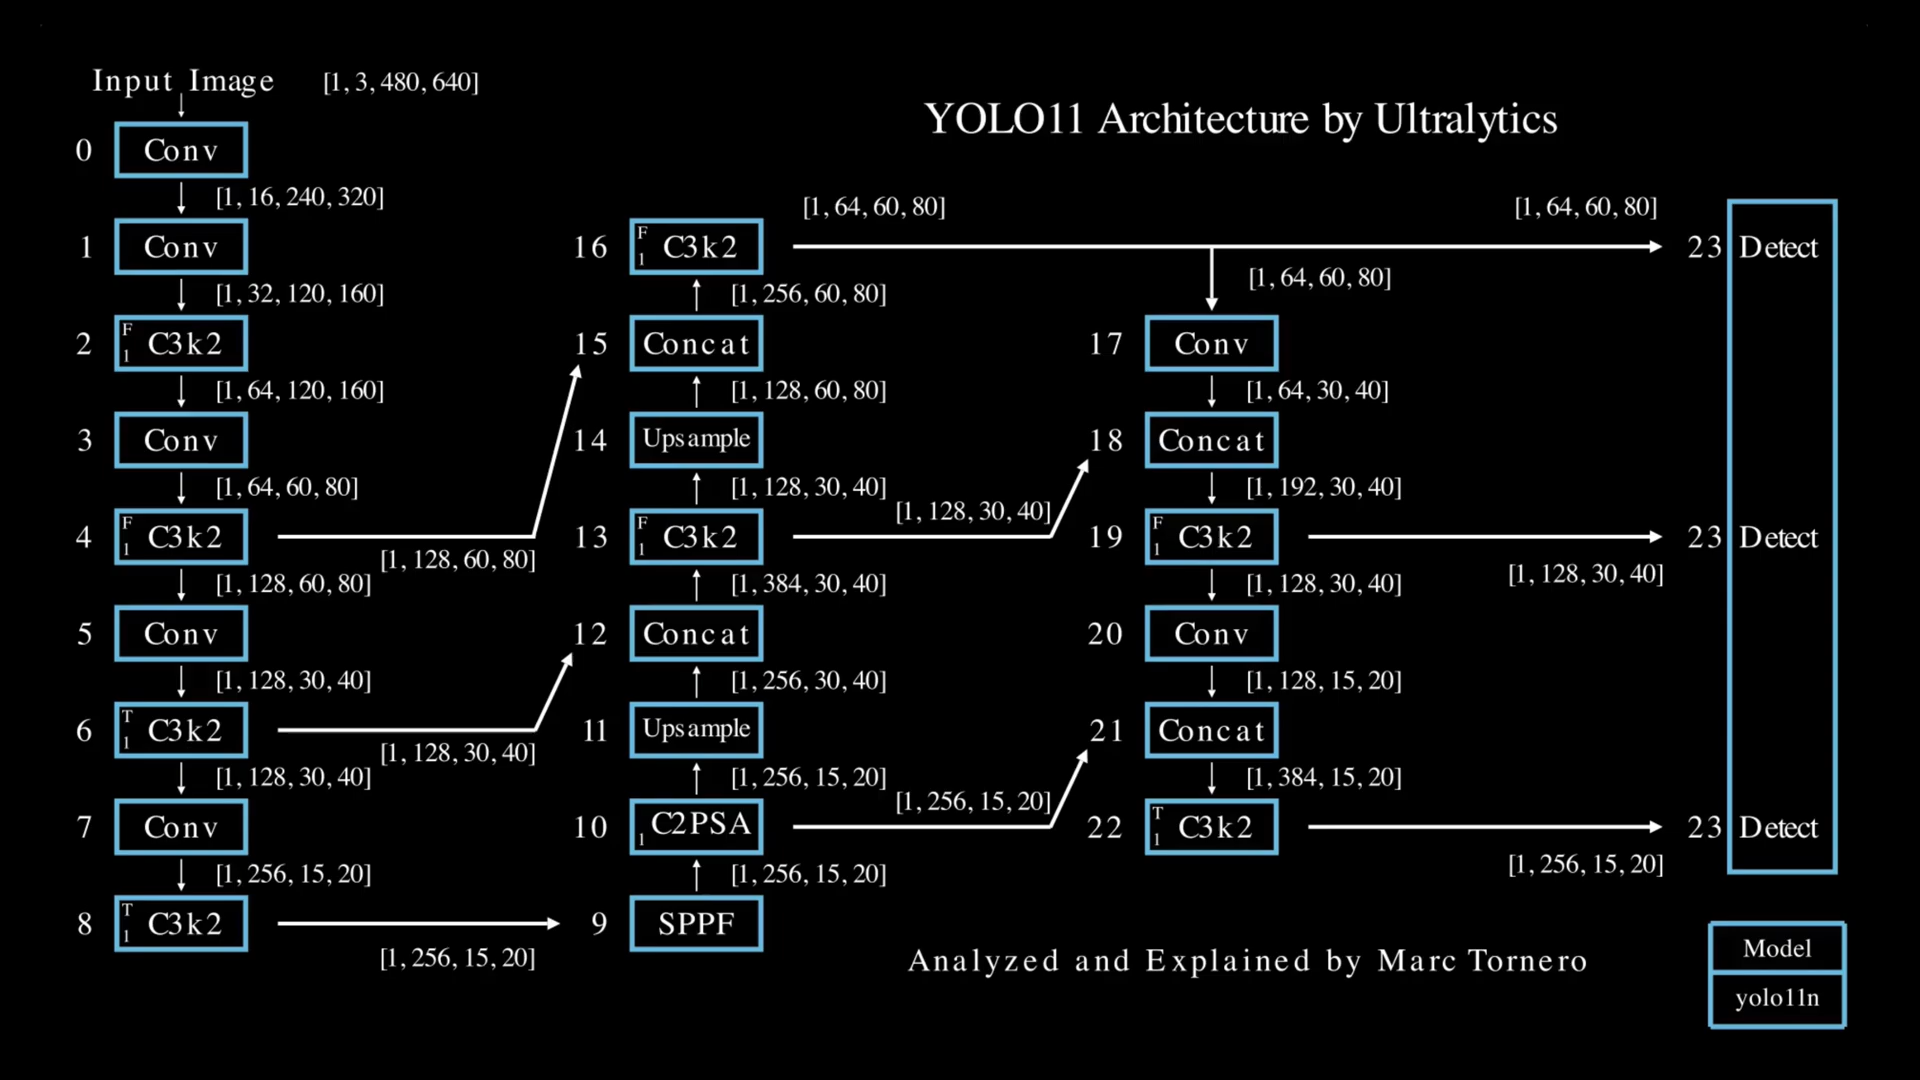 Input Image [1, 3, 480, 640]
YOLO11 Architecture by Ultralytics
0 Conv
[1, 16, 240, 320]
1 Conv
[1, 32, 120, 160]
2 F 1 C3k2
[1, 64, 120, 160]
3 Conv
[1, 64, 60, 80]
4 F 1 C3k2
[1, 128, 60, 80]
[1, 128, 60, 80]
5 Conv
[1, 128, 30, 40]
6 T 1 C3k2
[1, 128, 30, 40]
[1, 128, 30, 40]
7 Conv
[1, 256, 15, 20]
8 T 1 C3k2
[1, 256, 15, 20]
16 F 1 C3k2
[1, 64, 60, 80]
[1, 256, 60, 80]
15 Concat
[1, 128, 60, 80]
14 Upsample
[1, 128, 30, 40]
13 F 1 C3k2
[1, 128, 30, 40]
[1, 384, 30, 40]
12 Concat
[1, 256, 30, 40]
11 Upsample
[1, 256, 15, 20]
10 1 C2PSA
[1, 256, 15, 20]
[1, 256, 15, 20]
9 SPPF
[1, 64, 60, 80]
17 Conv
[1, 64, 30, 40]
18 Concat
[1, 192, 30, 40]
19 F 1 C3k2
[1, 128, 30, 40]
20 Conv
[1, 128, 15, 20]
21 Concat
[1, 384, 15, 20]
22 T 1 C3k2
[1, 64, 60, 80]
23 Detect
23 Detect
[1, 128, 30, 40]
23 Detect
[1, 256, 15, 20]
Analyzed and Explained by Marc Tornero
Model
yolo11n